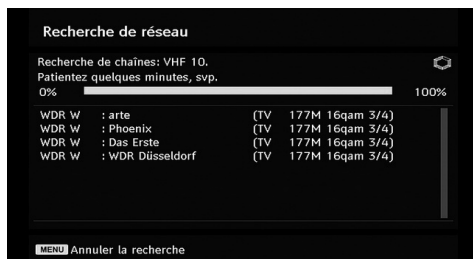 Recherche de réseau
Recherche de chaînes: VHF 10.
Patientez quelques minutes, svp.
0% 100%
WDR W : arte (TV 177M 16qam 3/4)
WDR W : Phoenix (TV 177M 16qam 3/4)
WDR W : Das Erste (TV 177M 16qam 3/4)
WDR W : WDR Düsseldorf (TV 177M 16qam 3/4)
MENU Annuler la recherche